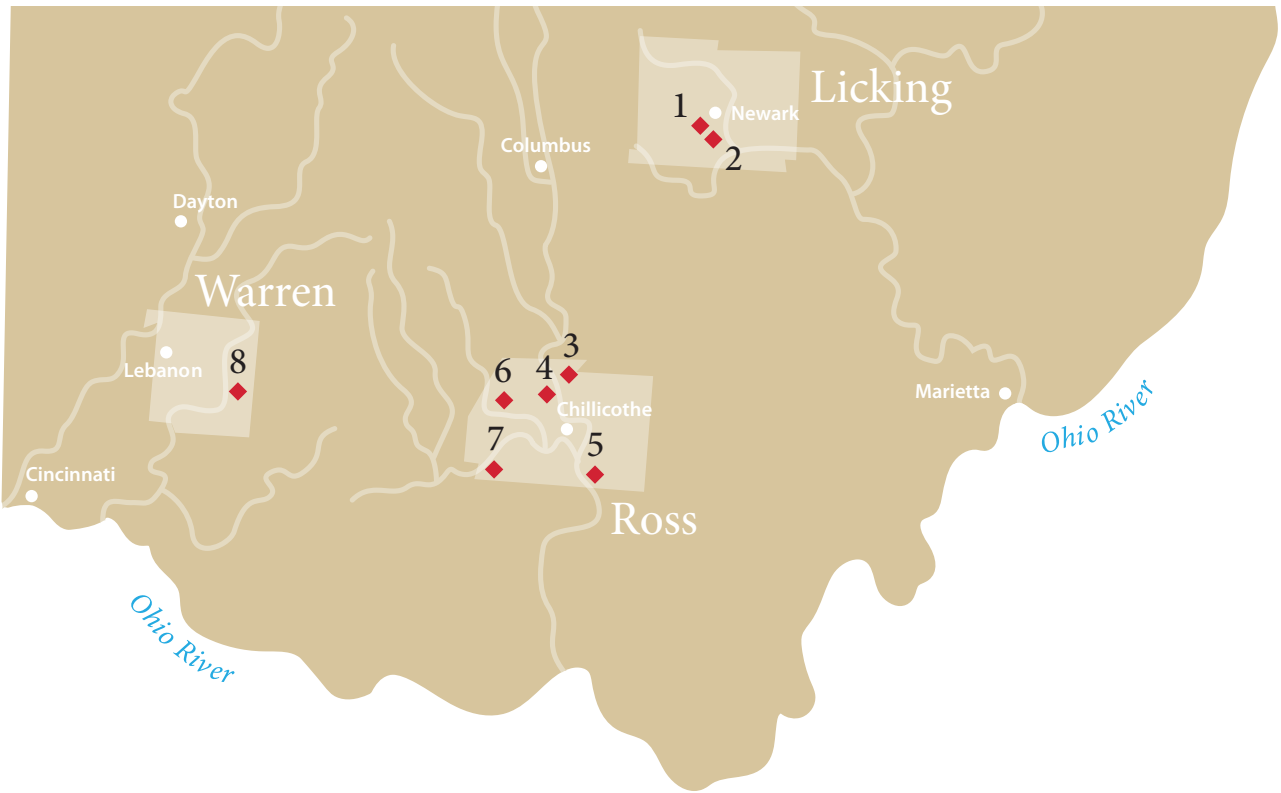 Licking
1
Newark
2
Columbus
Dayton
Warren
3
8
6
4
Lebanon
Chillicothe
Marietta
Ohio River
7
5
Cincinnati
Ross
Ohio River